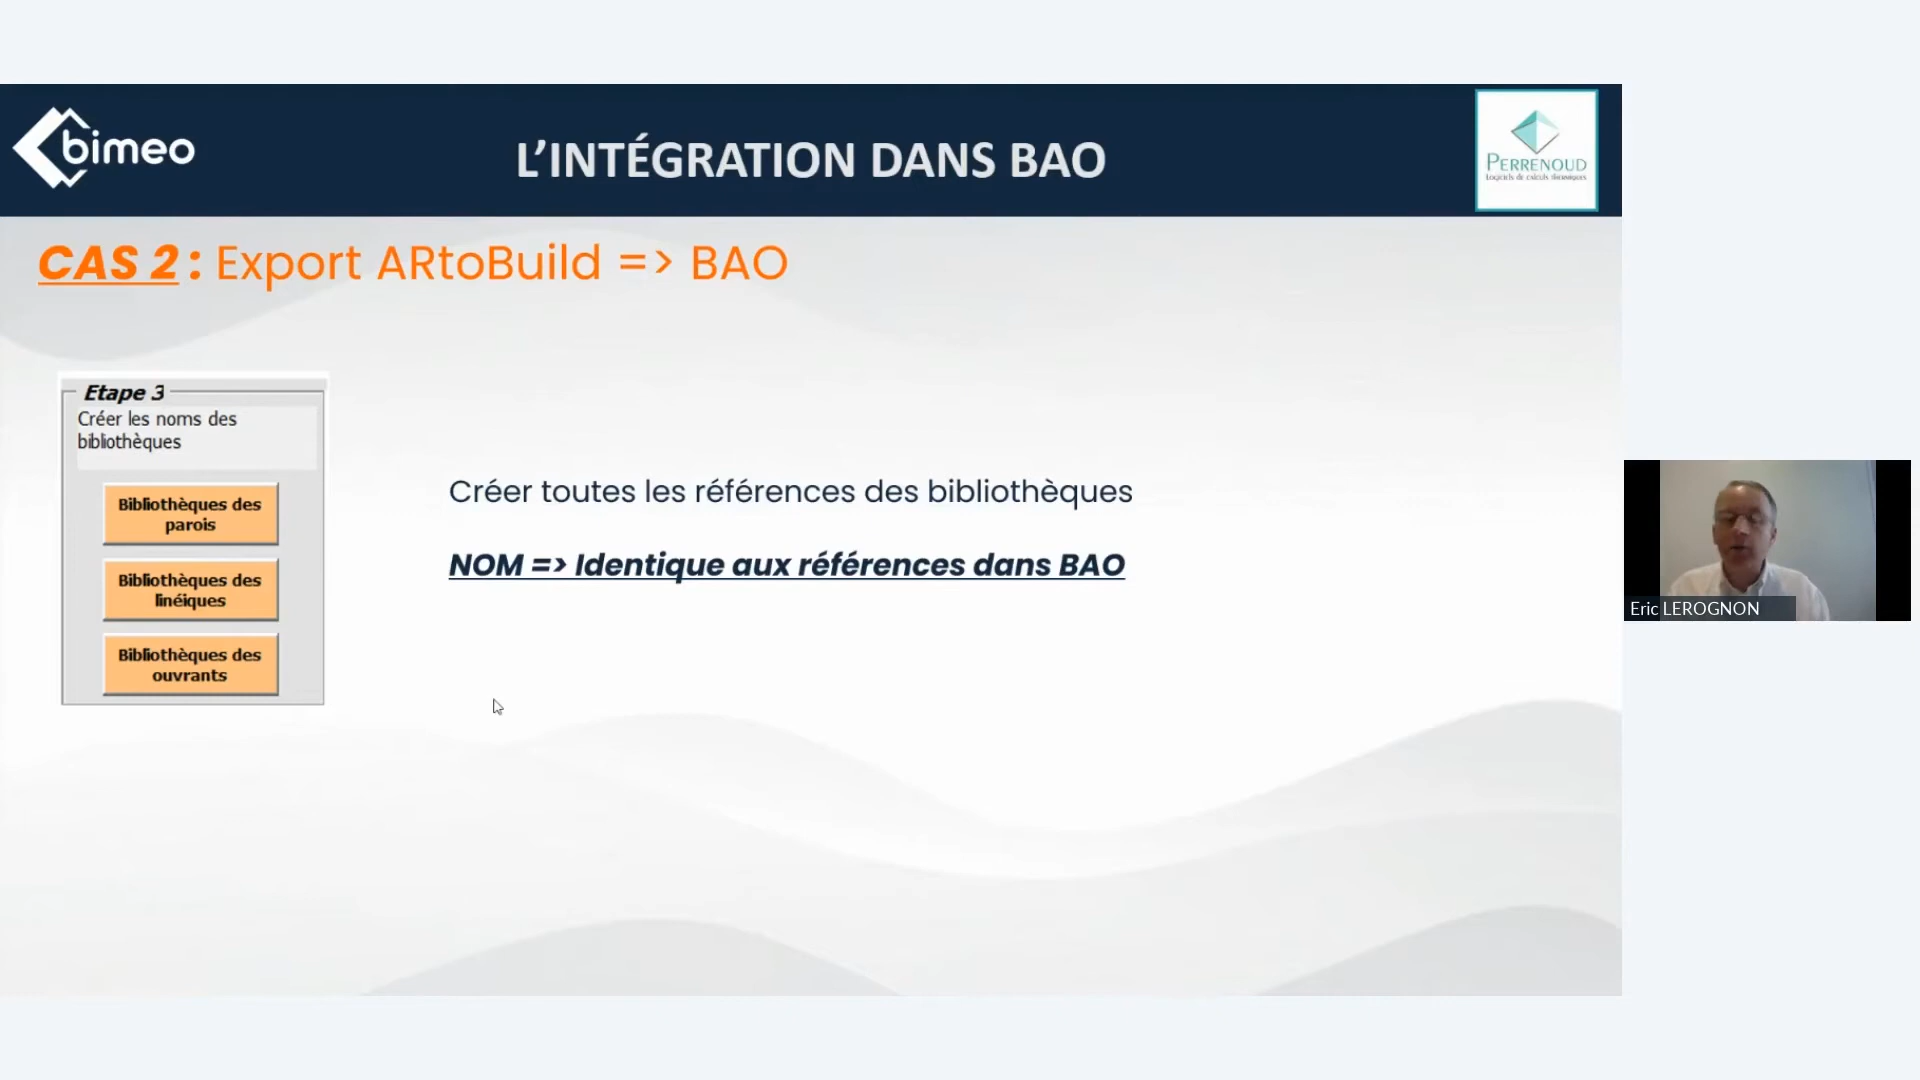 bimeo
L’INTÉGRATION DANS BAO
PERRENOUD
Logiciels de calculs thermiques
CAS 2 : Export ARtoBuild => BAO
Etape 3
Créer les noms des
bibliothèques
Bibliothèques des
parois
Bibliothèques des
linéiques
Bibliothèques des
ouvrants
Créer toutes les références des bibliothèques
NOM => Identique aux références dans BAO
Eric LEROGNON